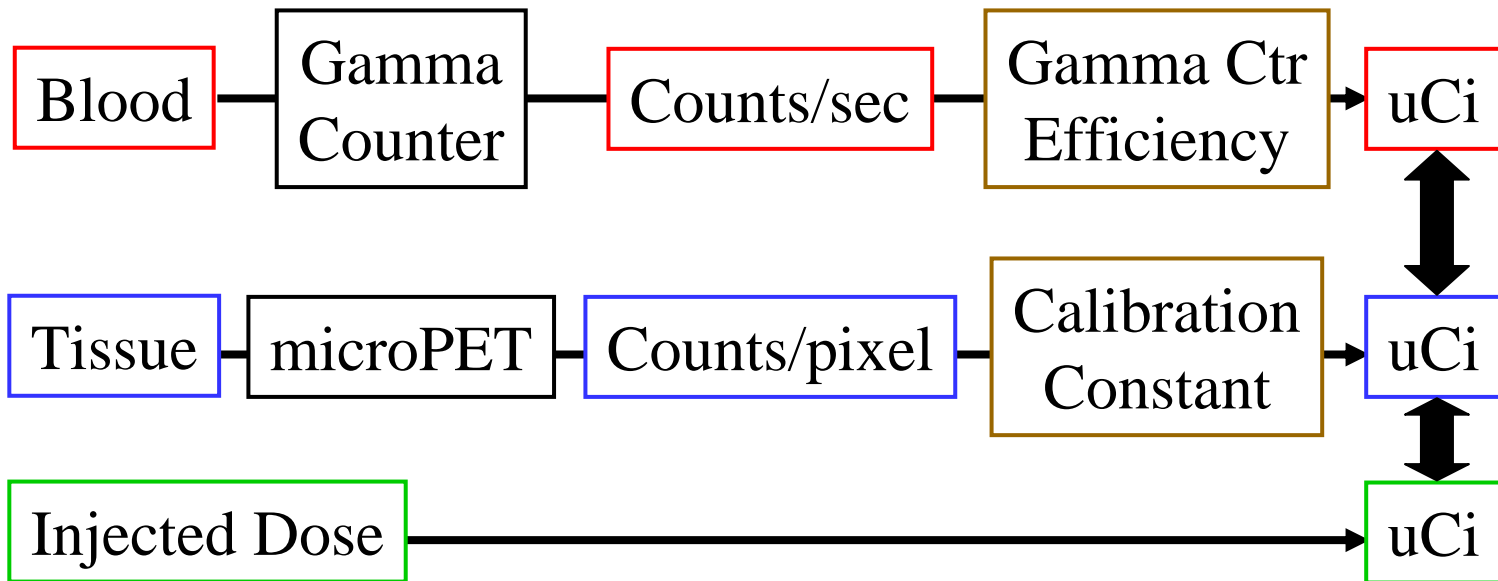 Blood
Gamma
Counter
Counts/sec
Gamma Ctr
Efficiency
uCi
Tissue
microPET
Counts/pixel
Calibration
Constant
uCi
Injected Dose
uCi